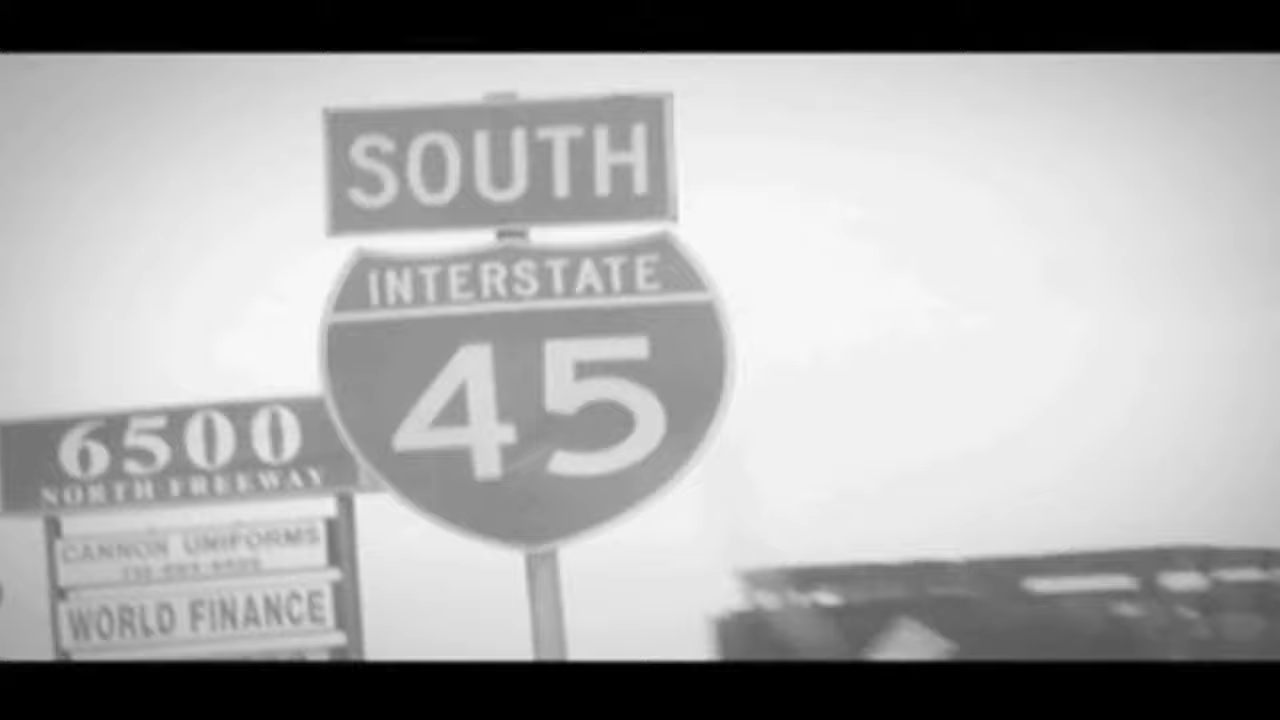 SOUTH
INTERSTATE
45
6500
NORTH FREEWAY
CANNON UNIFORMS
WORLD FINANCE